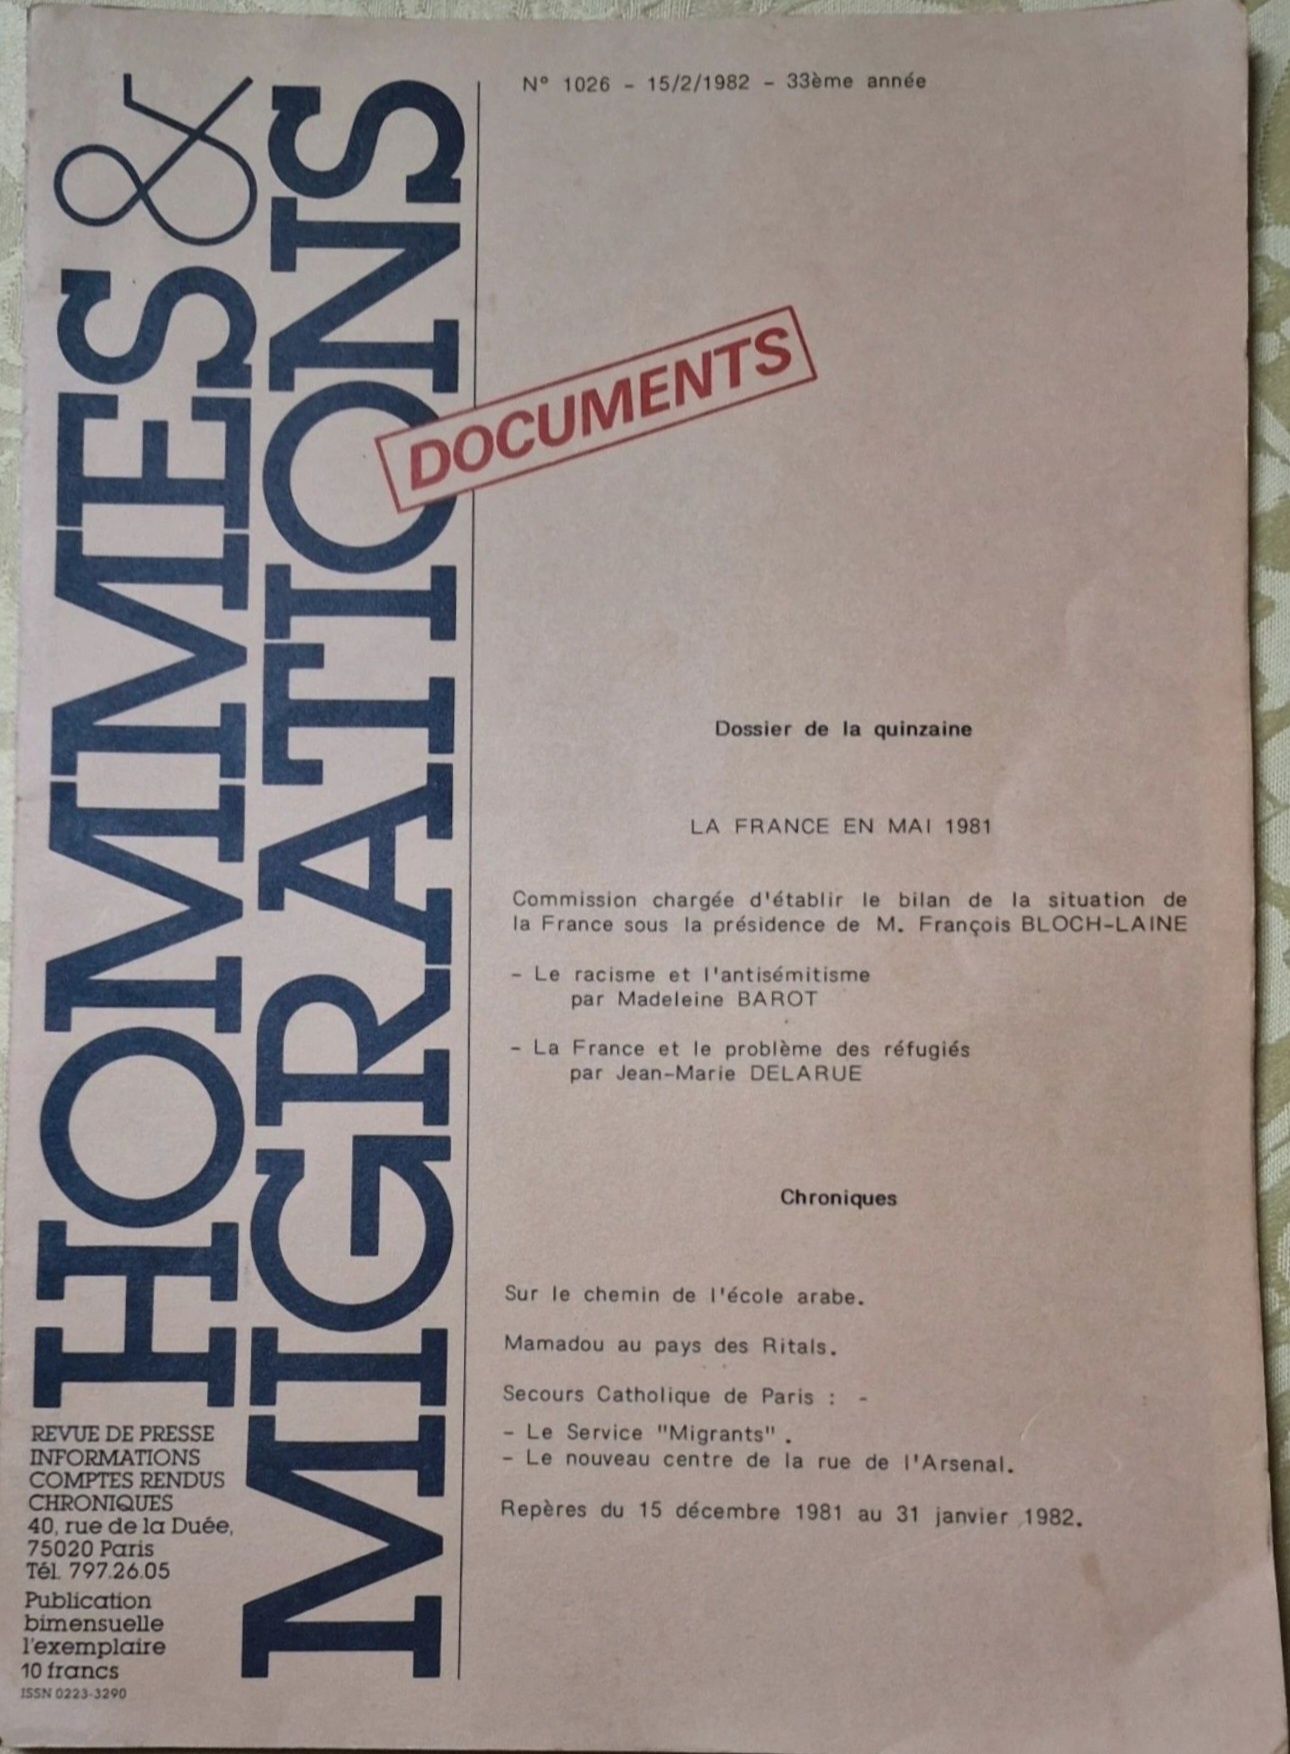 HOMMES &
MIGRATIONS
DOCUMENTS
N° 1026 - 15/2/1982 - 33ème année
Dossier de la quinzaine
LA FRANCE EN MAI 1981
Commission chargée d'établir le bilan de la situation de
la France sous la présidence de M. François BLOCH-LAINE
- Le racisme et l'antisémitisme
par Madeleine BAROT
- La France et le problème des réfugiés
par Jean-Marie DELARUE
Chroniques
Sur le chemin de l'école arabe.
Mamadou au pays des Ritals.
Secours Catholique de Paris : -
- Le Service "Migrants" .
- Le nouveau centre de la rue de l'Arsenal.
Repères du 15 décembre 1981 au 31 janvier 1982.
REVUE DE PRESSE
INFORMATIONS
COMPTES RENDUS
CHRONIQUES
40, rue de la Duée,
75020 Paris
Tél. 797.26.05
Publication
bimensuelle
l'exemplaire
10 francs
ISSN 0223-3290